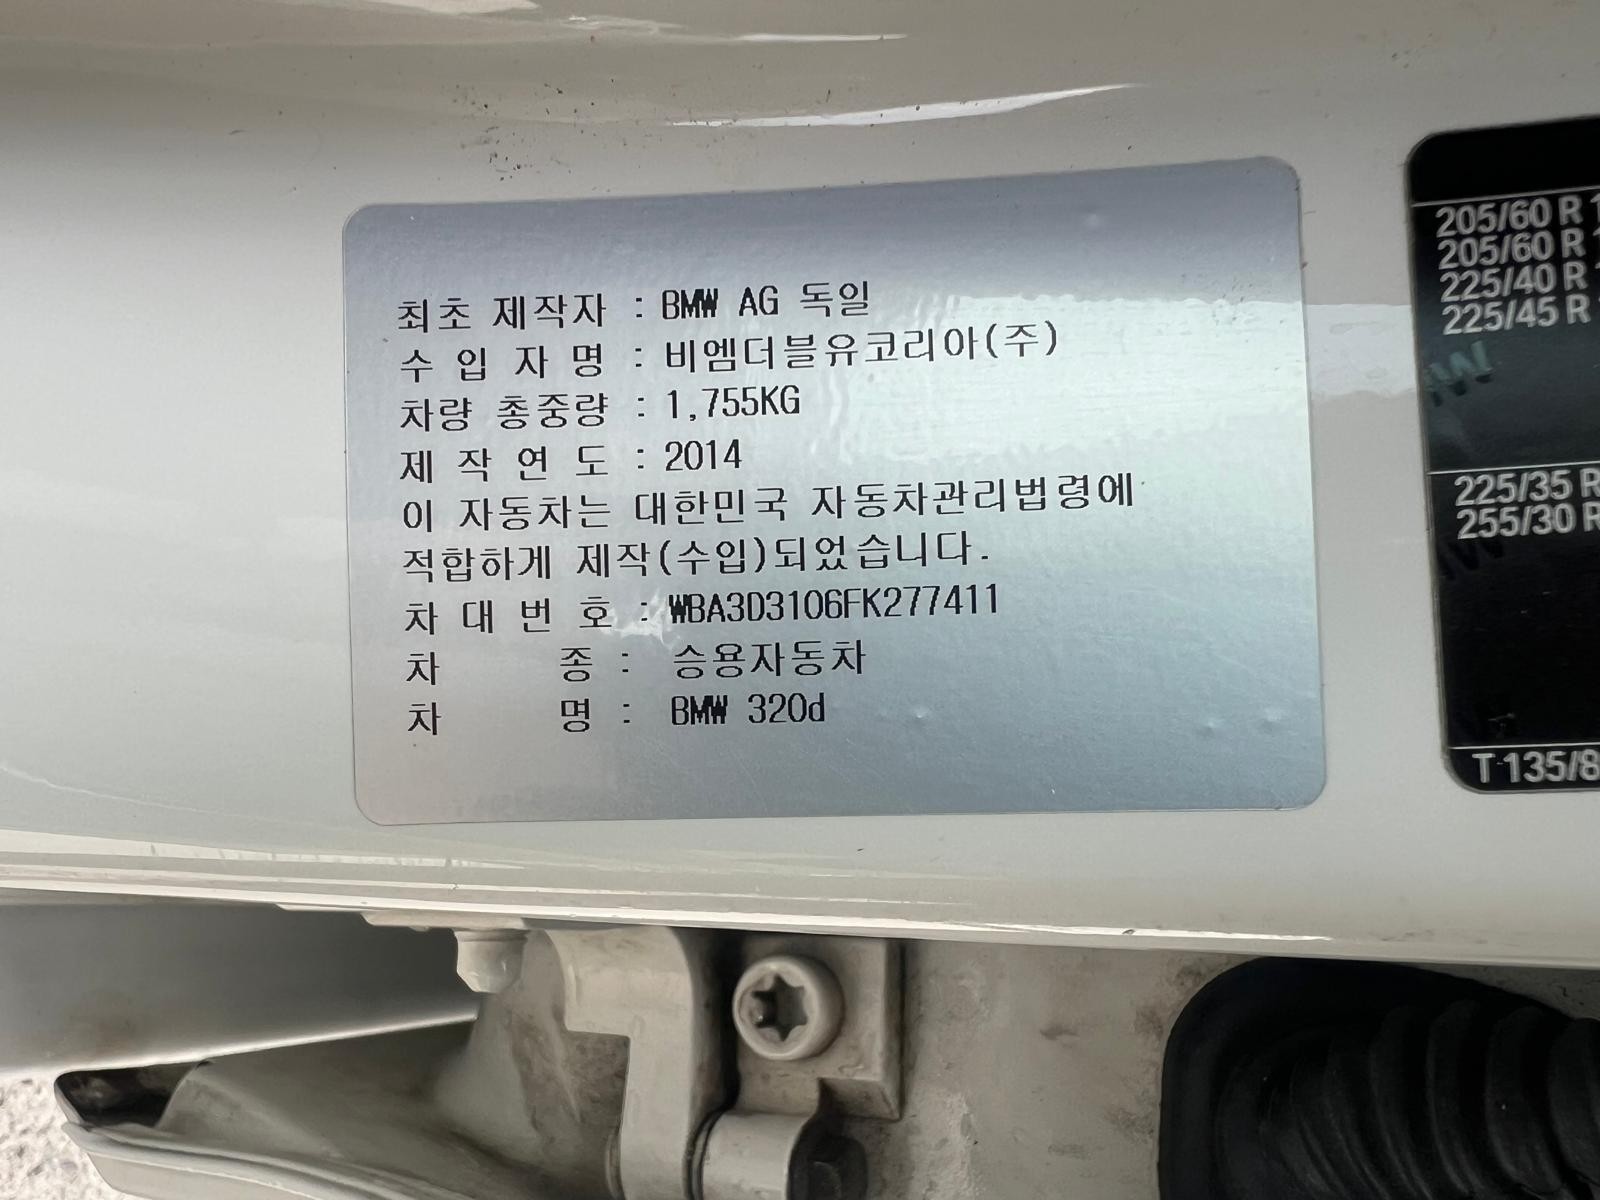 최초 제작자 : BMW AG 독일
수 입 자 명 : 비엠더블유코리아(주)
차량 총중량 : 1,755KG
제 작 연 도 : 2014
이 자동차는 대한민국 자동차관리법령에
적합하게 제작(수입)되었습니다.
차 대 번 호 : WBA3D3106FK277411
차 종 : 승용자동차
차 명 : BMW 320d
205/60 R 1
205/60 R 1
225/40 R 1
225/45 R 1
225/35 R
255/30 R
T 135/8